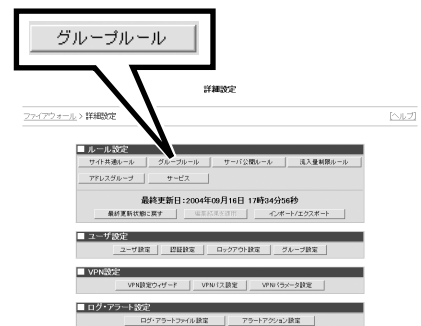 グループルール
詳細設定
ファイアウォール > 詳細設定 [ヘルプ]
■ ルール設定
サイト共通ルール グループルール サーバ公開ルール 流入量制限ルール
アドレスグループ サービス
最終更新日:2004年09月16日 17時34分56秒
最終更新状態に戻す 編集結果を適用 インポート/エクスポート
■ ユーザ設定
ユーザ設定 認証設定 ロックアウト設定 グループ設定
■ VPN設定
VPN設定ウィザード VPNパス設定 VPNパラメータ設定
■ ログ・アラート設定
ログ・アラートファイル設定 アラートアクション設定